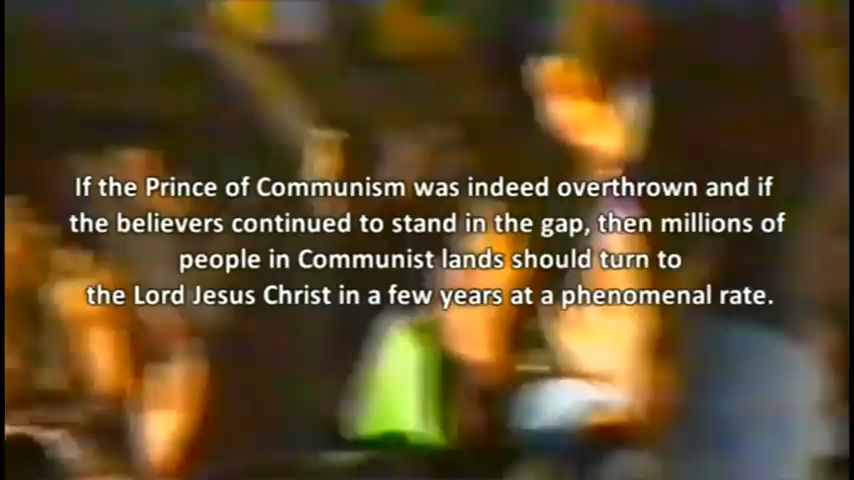 If the Prince of Communism was indeed overthrown and if
the believers continued to stand in the gap, then millions of
people in Communist lands should turn to
the Lord Jesus Christ in a few years at a phenomenal rate.